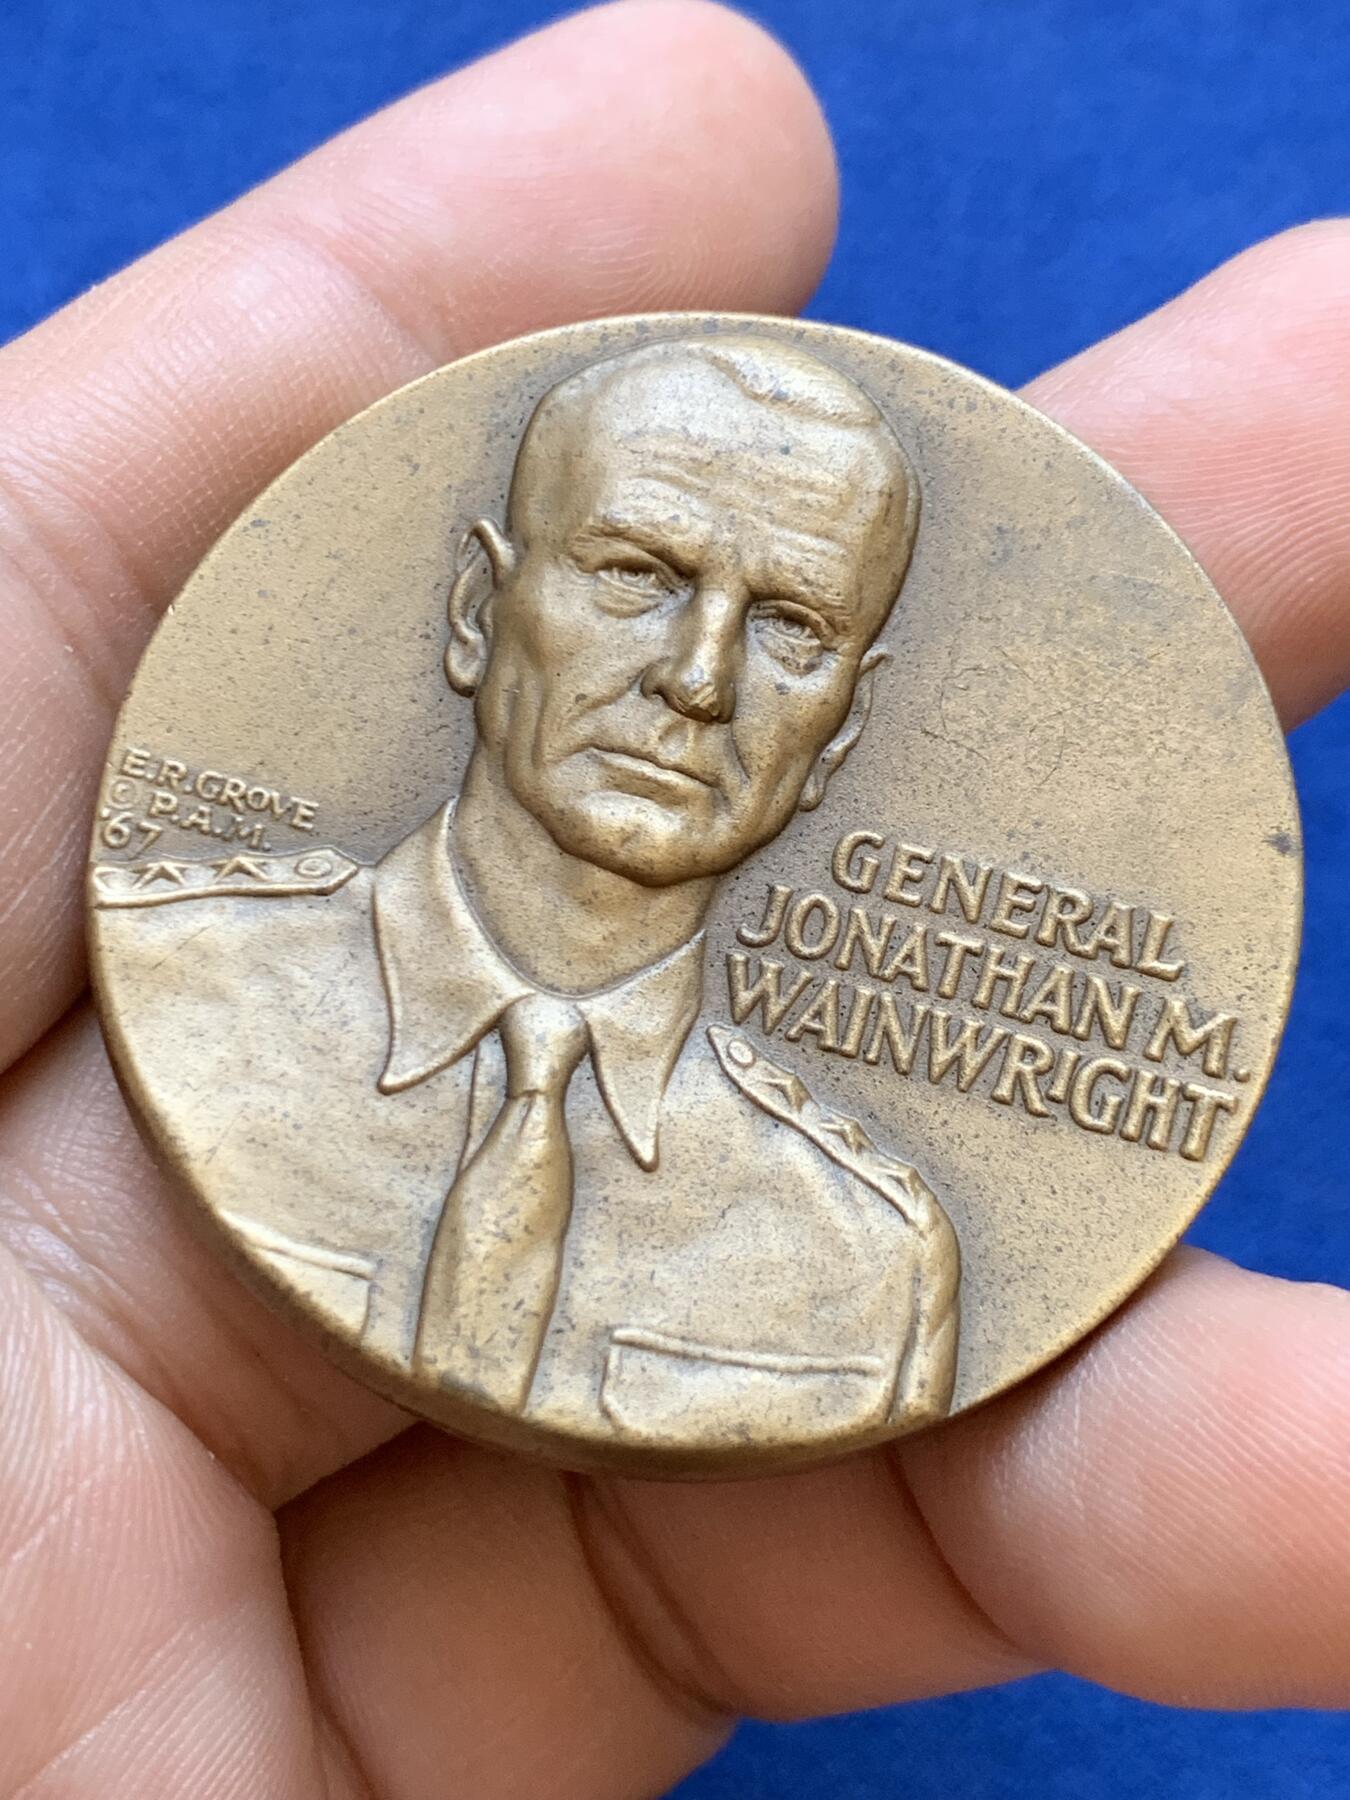 E.R.GROVE
© P.A.M.
'67
GENERAL
JONATHAN M.
WAINWRIGHT